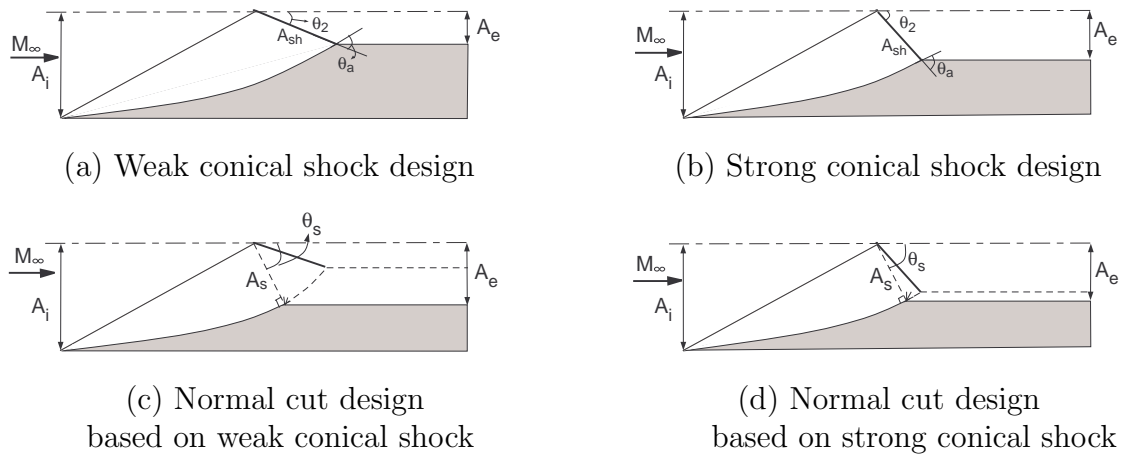 M∞
A_i
θ_2
A_sh
θ_a
A_e
(a) Weak conical shock design
M∞
A_i
θ_2
A_sh
θ_a
A_e
(b) Strong conical shock design
M∞
A_i
θ_s
A_s
A_e
(c) Normal cut design
based on weak conical shock
M∞
A_i
θ_s
A_s
A_e
(d) Normal cut design
based on strong conical shock